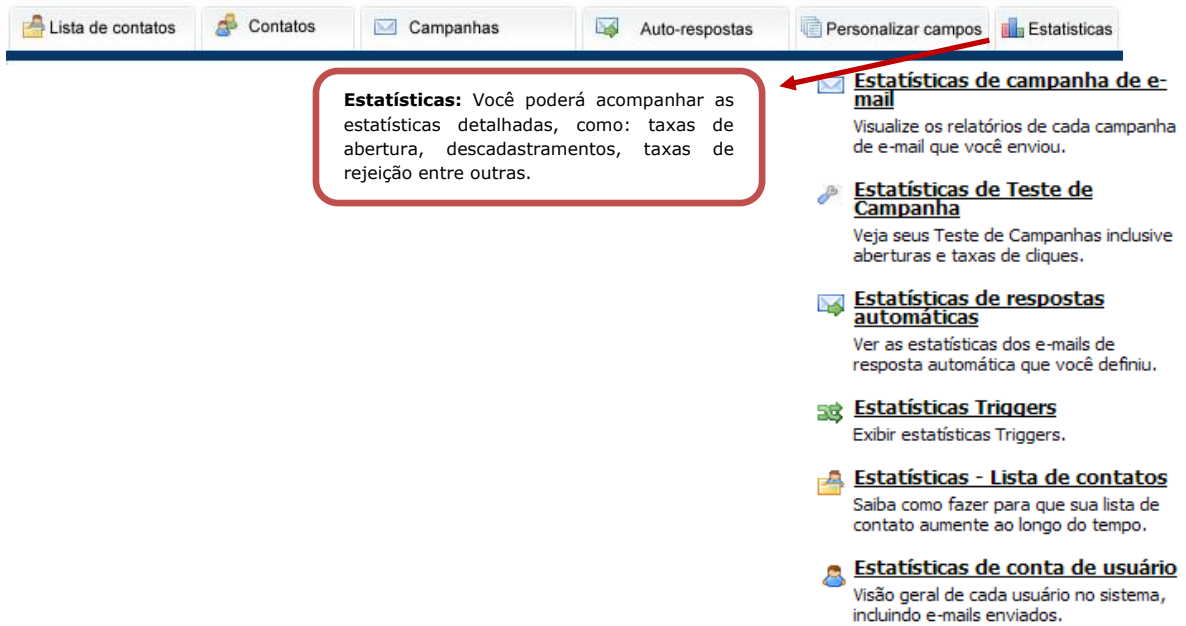 Lista de contatos Contatos Campanhas Auto-respostas Personalizar campos Estatisticas
Estatísticas: Você poderá acompanhar as
estatísticas detalhadas, como: taxas de
abertura, descadastramentos, taxas de
rejeição entre outras.
Estatísticas de campanha de e-
mail
Visualize os relatórios de cada campanha
de e-mail que você enviou.
Estatísticas de Teste de
Campanha
Veja seus Teste de Campanhas inclusive
aberturas e taxas de cliques.
Estatísticas de respostas
automáticas
Ver as estatísticas dos e-mails de
resposta automática que você definiu.
Estatísticas Triggers
Exibir estatísticas Triggers.
Estatísticas - Lista de contatos
Saiba como fazer para que sua lista de
contato aumente ao longo do tempo.
Estatísticas de conta de usuário
Visão geral de cada usuário no sistema,
incluindo e-mails enviados.